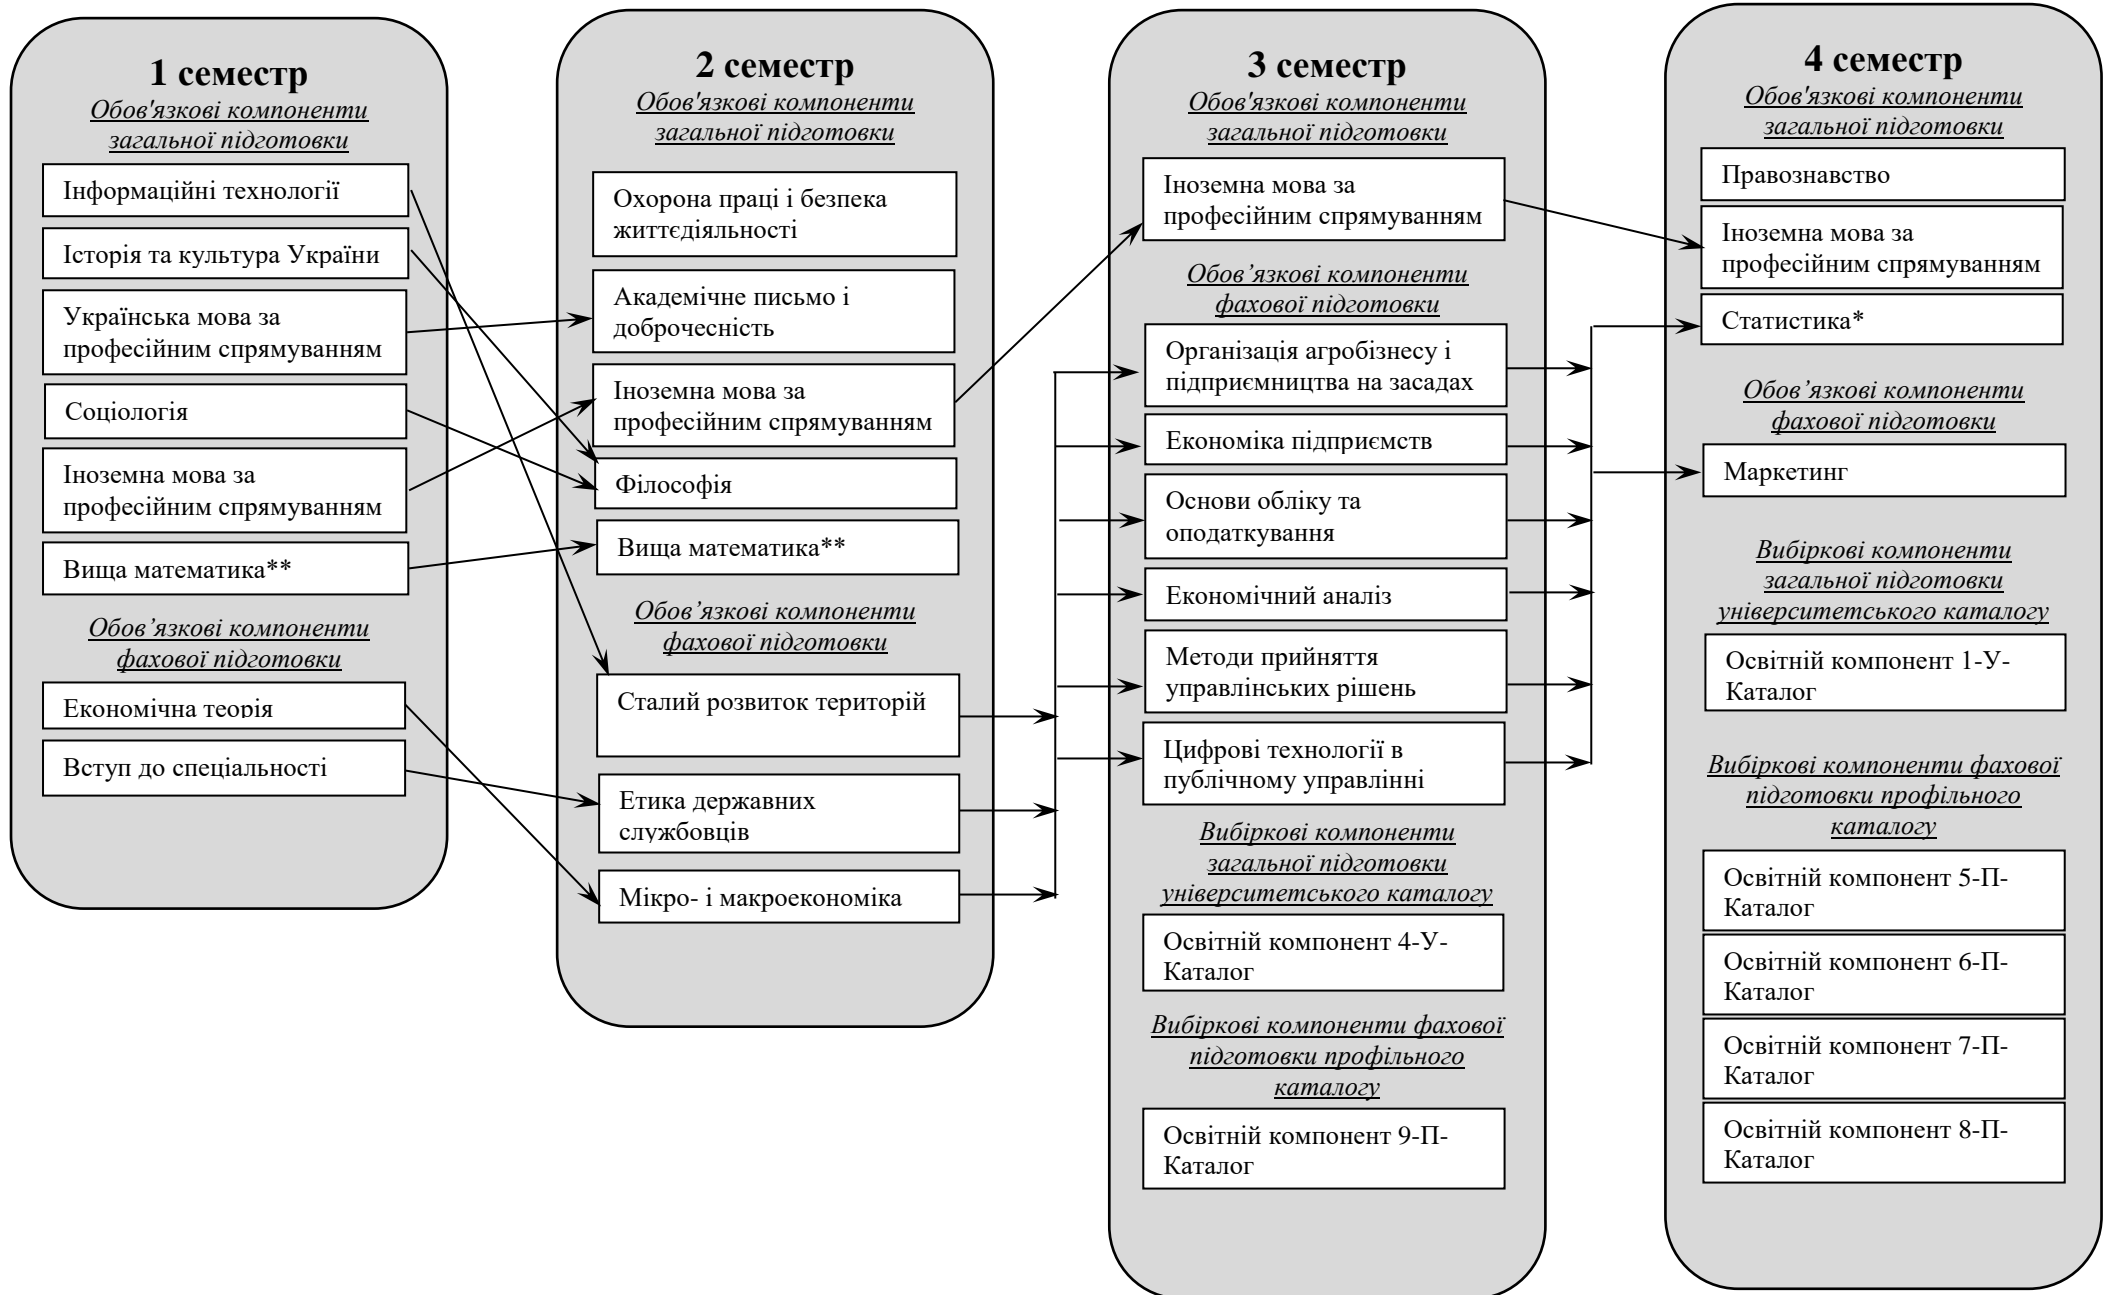 1 семестр
Обов'язкові компоненти
загальної підготовки
Інформаційні технології
Історія та культура України
Українська мова за
професійним спрямуванням
Соціологія
Іноземна мова за
професійним спрямуванням
Вища математика**
Обов’язкові компоненти
фахової підготовки
Економічна теорія
Вступ до спеціальності
2 семестр
Обов'язкові компоненти
загальної підготовки
Охорона праці і безпека
життєдіяльності
Академічне письмо і
доброчесність
Іноземна мова за
професійним спрямуванням
Філософія
Вища математика**
Обов’язкові компоненти
фахової підготовки
Сталий розвиток територій
Етика державних
службовців
Мікро- і макроекономіка
3 семестр
Обов'язкові компоненти
загальної підготовки
Іноземна мова за
професійним спрямуванням
Обов’язкові компоненти
фахової підготовки
Організація агробізнесу і
підприємництва на засадах
Економіка підприємств
Основи обліку та
оподаткування
Економічний аналіз
Методи прийняття
управлінських рішень
Цифрові технології в
публічному управлінні
Вибіркові компоненти
загальної підготовки
університетського каталогу
Освітній компонент 4-У-
Каталог
Вибіркові компоненти фахової
підготовки профільного
каталогу
Освітній компонент 9-П-
Каталог
4 семестр
Обов'язкові компоненти
загальної підготовки
Правознавство
Іноземна мова за
професійним спрямуванням
Статистика*
Обов’язкові компоненти
фахової підготовки
Маркетинг
Вибіркові компоненти
загальної підготовки
університетського каталогу
Освітній компонент 1-У-
Каталог
Вибіркові компоненти фахової
підготовки профільного
каталогу
Освітній компонент 5-П-
Каталог
Освітній компонент 6-П-
Каталог
Освітній компонент 7-П-
Каталог
Освітній компонент 8-П-
Каталог